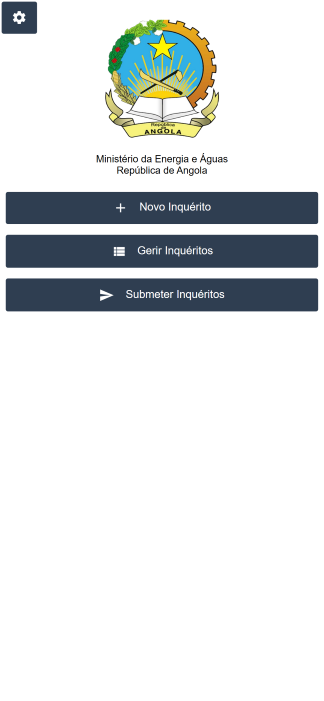 República
de
ANGOLA
Ministério da Energia e Águas
República de Angola
Novo Inquérito
Gerir Inquéritos
Submeter Inquéritos